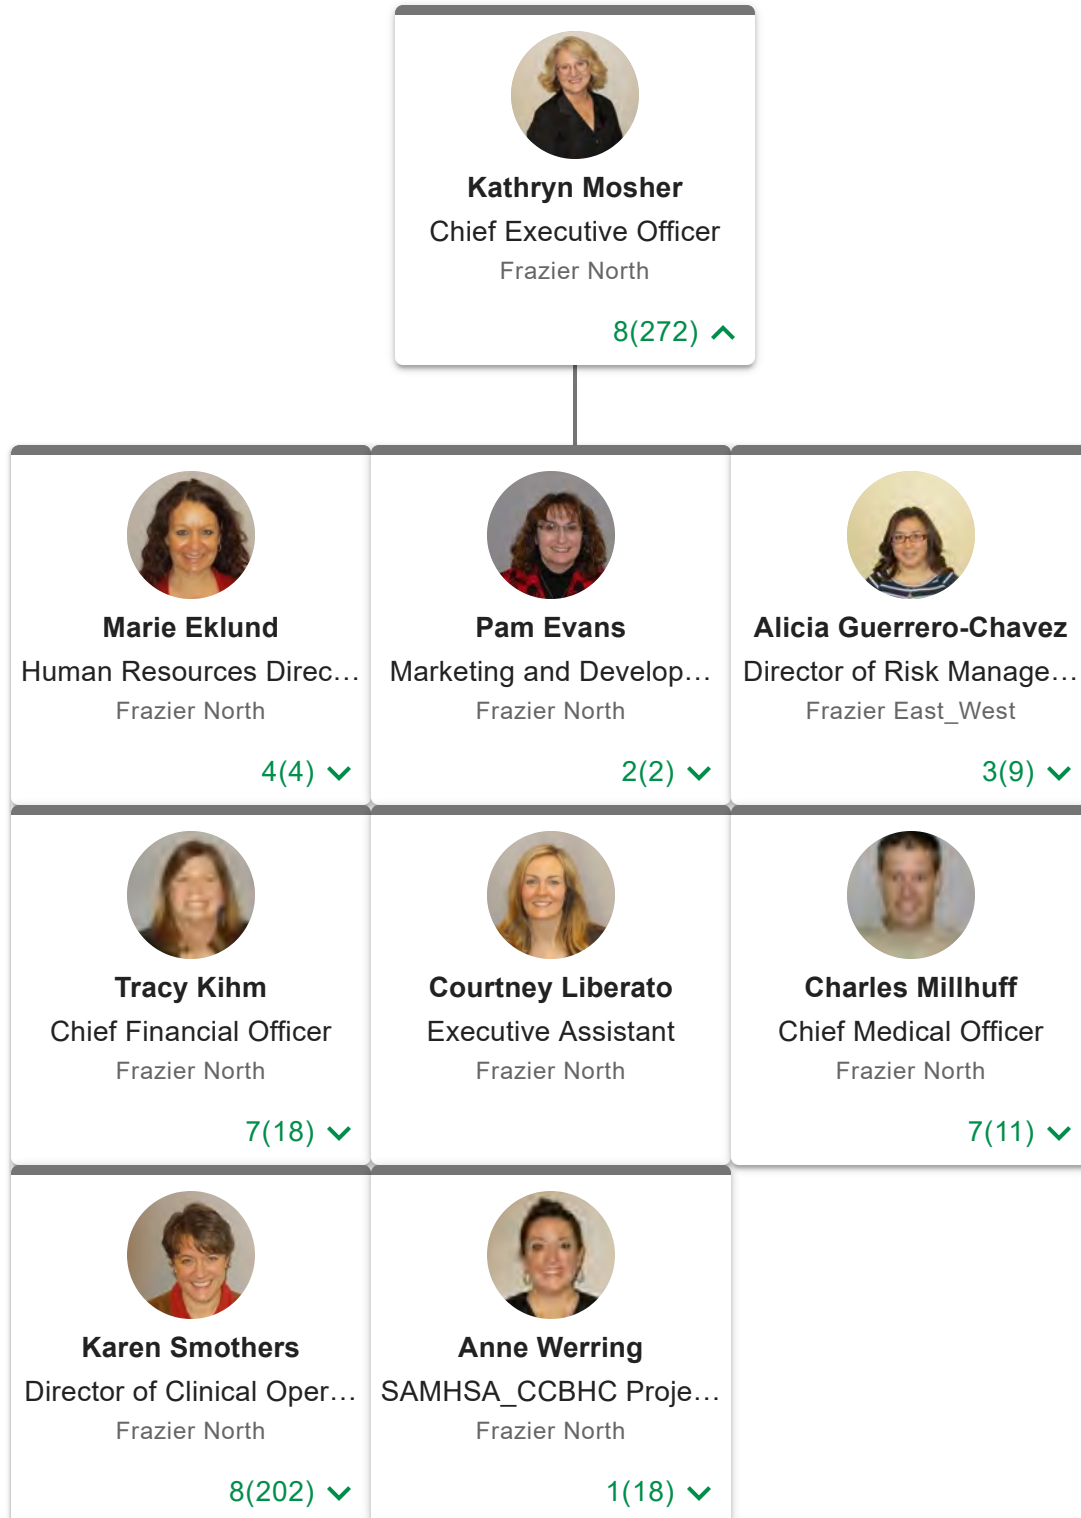 Kathryn Mosher
Chief Executive Officer
Frazier North
8(272)
Marie Eklund
Human Resources Direc...
Frazier North
4(4)
Pam Evans
Marketing and Develop...
Frazier North
2(2)
Alicia Guerrero-Chavez
Director of Risk Manage...
Frazier East_West
3(9)
Tracy Kihm
Chief Financial Officer
Frazier North
7(18)
Courtney Liberato
Executive Assistant
Frazier North
Charles Millhuff
Chief Medical Officer
Frazier North
7(11)
Karen Smothers
Director of Clinical Oper...
Frazier North
8(202)
Anne Werring
SAMHSA_CCBHC Proje...
Frazier North
1(18)